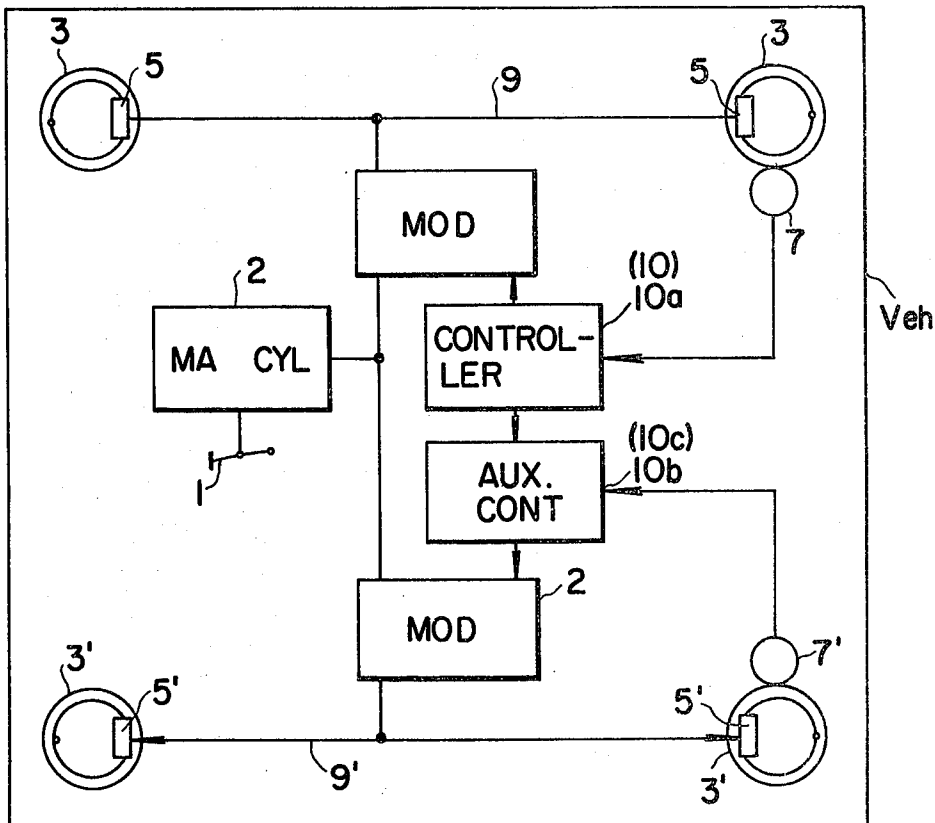 3
5
9
5
3
7
MOD
2
MA CYL
1
(10)
10a
CONTROL-
LER
Veh
(10c)
10b
AUX.
CONT
2
MOD
7'
3'
5'
9'
5'
3'